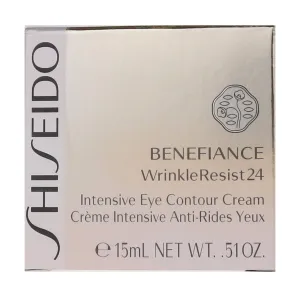 SHISEIDO
BENEFIANCE
WrinkleResist24
Intensive Eye Contour Cream
Crème Intensive Anti-Rides Yeux
℮ 15mL NET WT. .51 OZ.